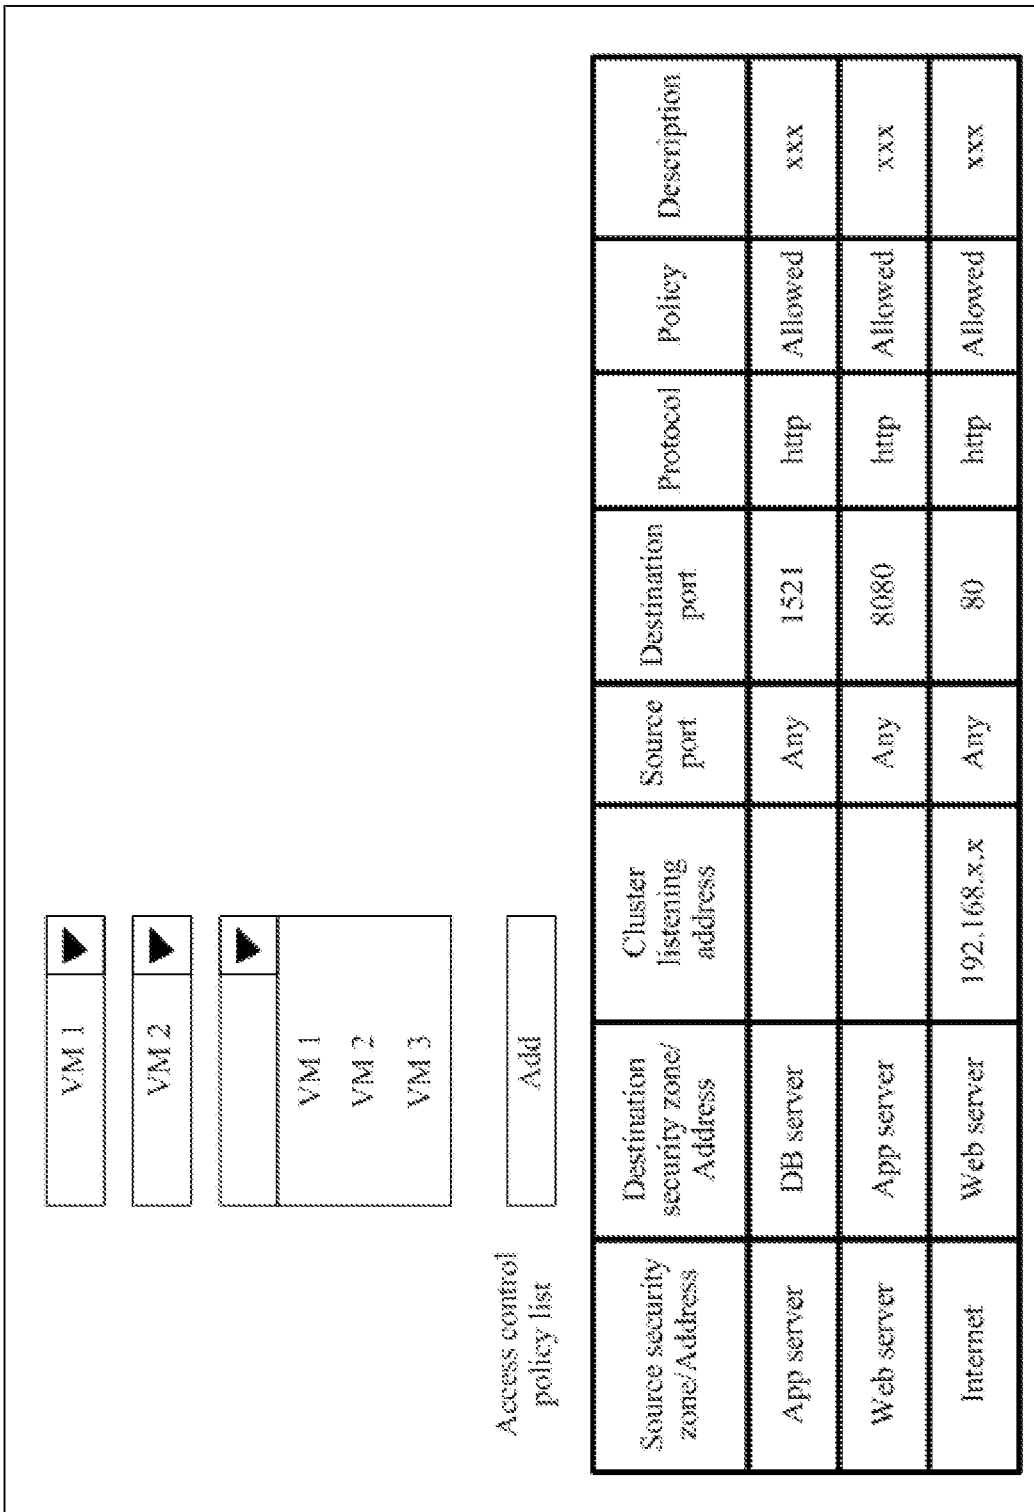 VM 1
VM 2
VM 1
VM 2
VM 3
Access control
policy list
Add
Source security
zone/Address
Destination
security zone/
Address
Cluster
listening
address
Source
port
Destination
port
Protocol
Policy
Description
App server
DB server
Any
1521
http
Allowed
xxx
Web server
App server
Any
8080
http
Allowed
xxx
Internet
Web server
192.168.x.x
Any
80
http
Allowed
xxx